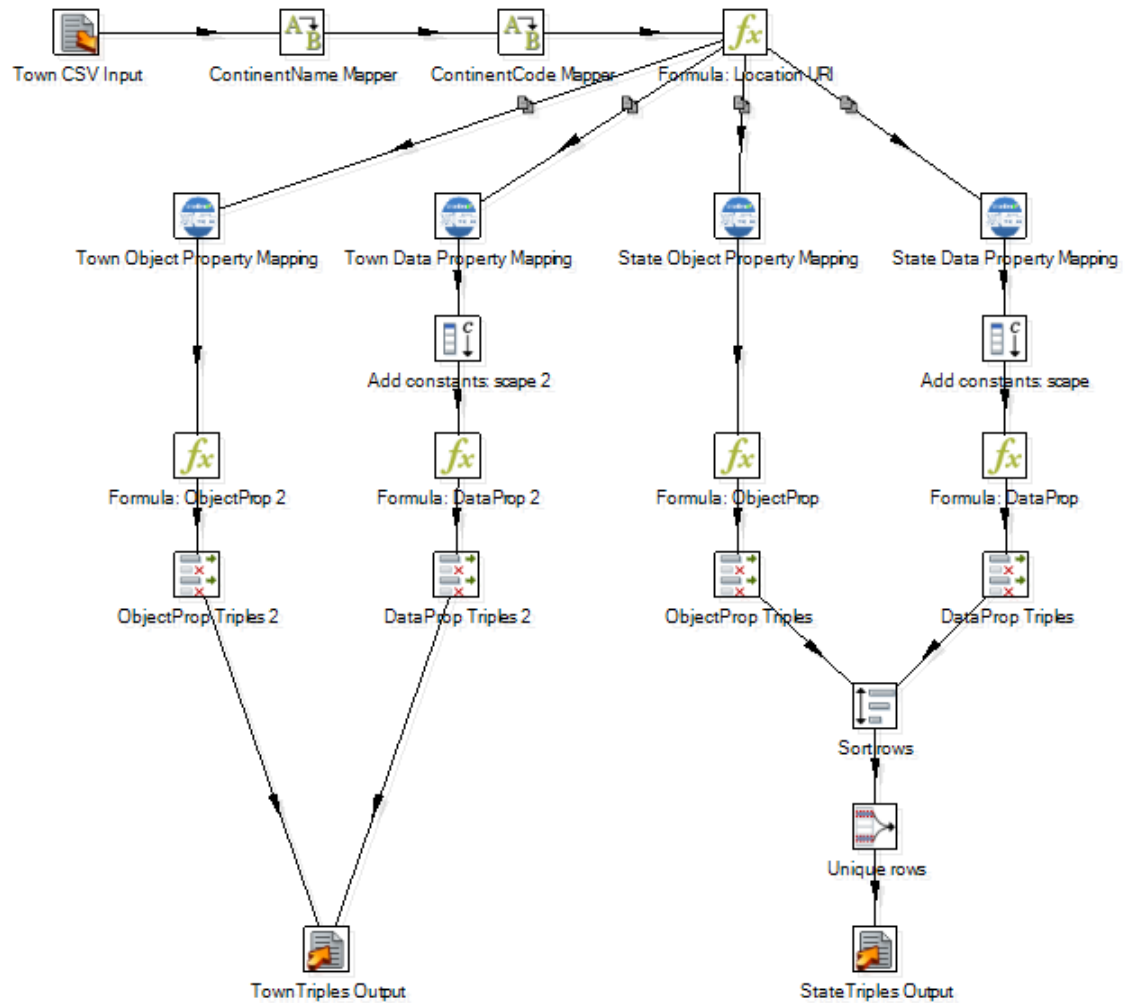 Town CSV Input
ContinentName Mapper
ContinentCode Mapper
Formula: Location URI
Town Object Property Mapping
Town Data Property Mapping
State Object Property Mapping
State Data Property Mapping
Add constants: scape 2
Add constants: scape
Formula: ObjectProp 2
Formula: DataProp 2
Formula: ObjectProp
Formula: DataProp
ObjectProp Triples 2
DataProp Triples 2
ObjectProp Triples
DataProp Triples
Sort rows
Unique rows
TownTriples Output
StateTriples Output